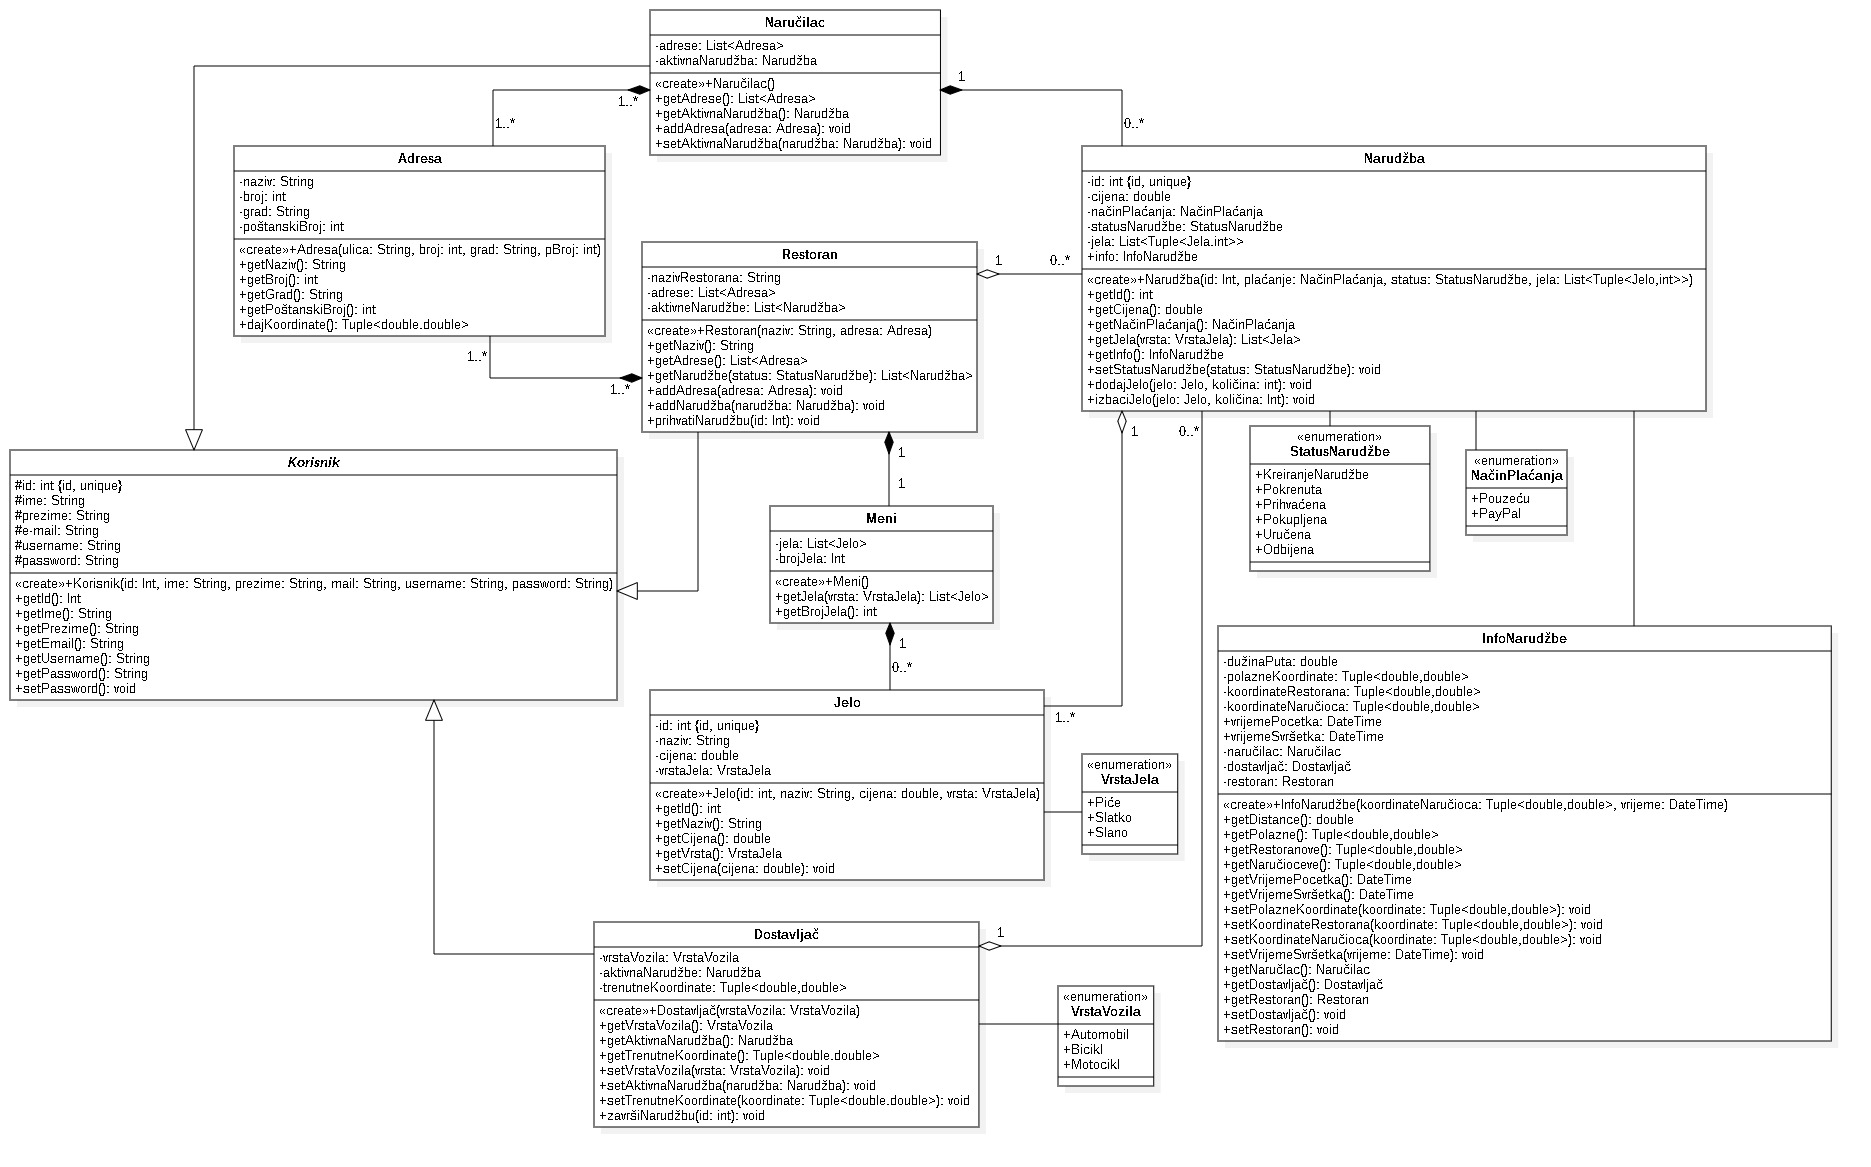 Naručilac
-adrese: List<Adresa>
-aktivnaNarudžba: Narudžba
«create»+Naručilac()
+getAdrese(): List<Adresa>
+getAktivnaNarudžba(): Narudžba
+addAdresa(adresa: Adresa): void
+setAktivnaNarudžba(narudžba: Narudžba): void
1..*
1..*
1
0..*
Adresa
-naziv: String
-broj: int
-grad: String
-poštanskiBroj: int
«create»+Adresa(ulica: String, broj: int, grad: String, pBroj: int)
+getNaziv(): String
+getBroj(): int
+getGrad(): String
+getPoštanskiBroj(): int
+dajKoordinate(): Tuple<double.double>
1..*
1..*
Restoran
-nazivRestorana: String
-adrese: List<Adresa>
-aktivneNarudžbe: List<Narudžba>
«create»+Restoran(naziv: String, adresa: Adresa)
+getNaziv(): String
+getAdrese(): List<Adresa>
+getNarudžbe(status: StatusNarudžbe): List<Narudžba>
+addAdresa(adresa: Adresa): void
+addNarudžba(narudžba: Narudžba): void
+prihvatiNarudžbu(id: Int): void
1
0..*
Narudžba
-id: int {id, unique}
-cijena: double
-načinPlaćanja: NačinPlaćanja
-statusNarudžbe: StatusNarudžbe
-jela: List<Tuple<Jela.int>>
+info: InfoNarudžbe
«create»+Narudžba(id: Int, plaćanje: NačinPlaćanja, status: StatusNarudžbe, jela: List<Tuple<Jelo,int>>)
+getId(): int
+getCijena(): double
+getNačinPlaćanja(): NačinPlaćanja
+getJela(vrsta: VrstaJela): List<Jela>
+getInfo(): InfoNarudžbe
+setStatusNarudžbe(status: StatusNarudžbe): void
+dodajJelo(jelo: Jelo, količina: int): void
+izbaciJelo(jelo: Jelo, količina: Int): void
1
0..*
1
1
Korisnik
#id: int {id, unique}
#ime: String
#prezime: String
#e-mail: String
#username: String
#password: String
«create»+Korisnik(id: Int, ime: String, prezime: String, mail: String, username: String, password: String)
+getId(): Int
+getIme(): String
+getPrezime(): String
+getEmail(): String
+getUsername(): String
+getPassword(): String
+setPassword(): void
Meni
-jela: List<Jelo>
-brojJela: Int
«create»+Meni()
+getJela(vrsta: VrstaJela): List<Jelo>
+getBrojJela(): int
1
0..*
«enumeration»
StatusNarudžbe
+KreiranjeNarudžbe
+Pokrenuta
+Prihvaćena
+Pokupljena
+Uručena
+Odbijena
«enumeration»
NačinPlaćanja
+Pouzeću
+PayPal
Jelo
-id: int {id, unique}
-naziv: String
-cijena: double
-vrstaJela: VrstaJela
«create»+Jelo(id: int, naziv: String, cijena: double, vrsta: VrstaJela)
+getId(): int
+getNaziv(): String
+getCijena(): double
+getVrsta(): VrstaJela
+setCijena(cijena: double): void
1..*
«enumeration»
VrstaJela
+Piće
+Slatko
+Slano
InfoNarudžbe
-dužinaPuta: double
-polazneKoordinate: Tuple<double,double>
-koordinateRestorana: Tuple<double,double>
-koordinateNaručioca: Tuple<double,double>
+vrijemePocetka: DateTime
+vrijemeSvršetka: DateTime
-naručilac: Naručilac
-dostavljač: Dostavljač
-restoran: Restoran
«create»+InfoNarudžbe(koordinateNaručioca: Tuple<double,double>, vrijeme: DateTime)
+getDistance(): double
+getPolazne(): Tuple<double,double>
+getRestoranove(): Tuple<double,double>
+getNaručioceve(): Tuple<double,double>
+getVrijemePocetka(): DateTime
+getVrijemeSvršetka(): DateTime
+setPolazneKoordinate(koordinate: Tuple<double,double>): void
+setKoordinateRestorana(koordinate: Tuple<double,double>): void
+setKoordinateNaručioca(koordinate: Tuple<double,double>): void
+setVrijemeSvršetka(vrijeme: DateTime): void
+getNaručlac(): Naručilac
+getDostavljač(): Dostavljač
+getRestoran(): Restoran
+setDostavljač(): void
+setRestoran(): void
Dostavljač
-vrstaVozila: VrstaVozila
-aktivnaNarudžbe: Narudžba
-trenutneKoordinate: Tuple<double,double>
«create»+Dostavljač(vrstaVozila: VrstaVozila)
+getVrstaVozila(): VrstaVozila
+getAktivnaNarudžba(): Narudžba
+getTrenutneKoordinate(): Tuple<double.double>
+setVrstaVozila(vrsta: VrstaVozila): void
+setAktivnaNarudžba(narudžba: Narudžba): void
+setTrenutneKoordinate(koordinate: Tuple<double.double>): void
+završiNarudžbu(id: int): void
1
«enumeration»
VrstaVozila
+Automobil
+Bicikl
+Motocikl